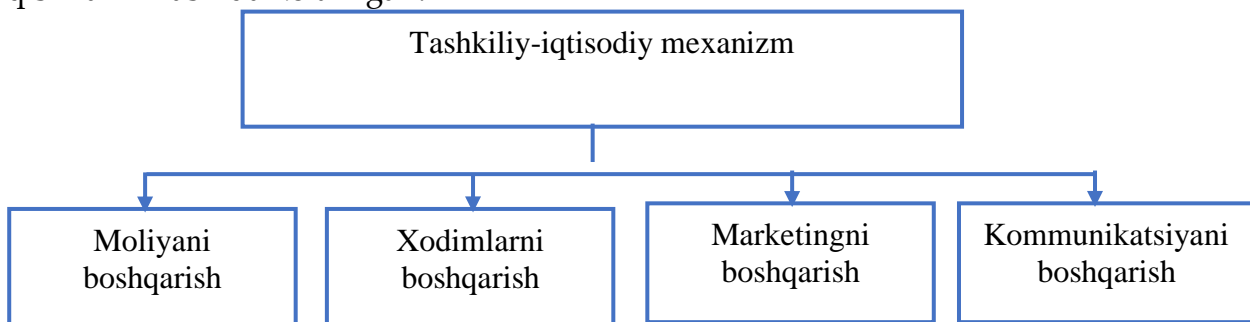 Tashkiliy-iqtisodiy mexanizm
Moliyani
boshqarish
Xodimlarni
boshqarish
Marketingni
boshqarish
Kommunikatsiyani
boshqarish